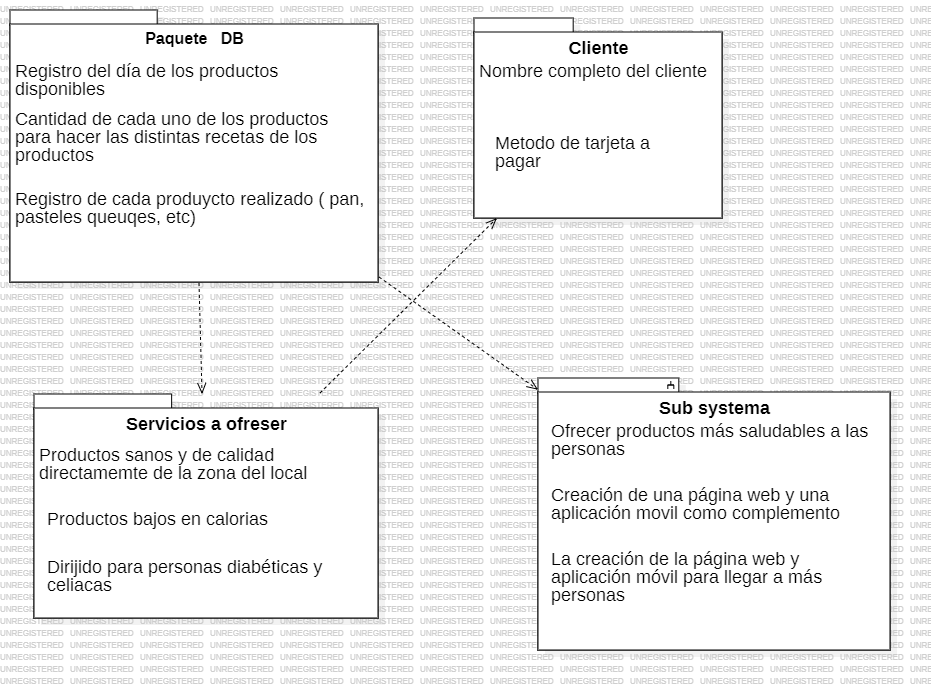 Paquete DB
Registro del día de los productos
disponibles
Cantidad de cada uno de los productos
para hacer las distintas recetas de los
productos
Registro de cada produycto realizado ( pan,
pasteles queuqes, etc)
Cliente
Nombre completo del cliente
Metodo de tarjeta a
pagar
Servicios a ofreser
Productos sanos y de calidad
directamemte de la zona del local
Productos bajos en calorias
Dirijido para personas diabéticas y
celiacas
Sub systema
Ofrecer productos más saludables a las
personas
Creación de una página web y una
aplicación movil como complemento
La creación de la página web y
aplicación móvil para llegar a más
personas
UNREGISTERED